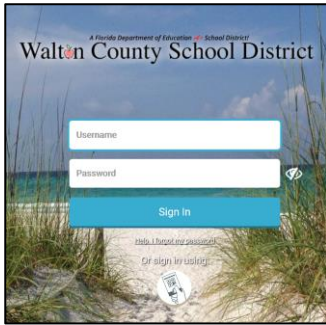 A Florida Department of Education "A" School District!
Walton County School District
Username
Password
Sign in
Help, I forgot my password
Or sign in using: